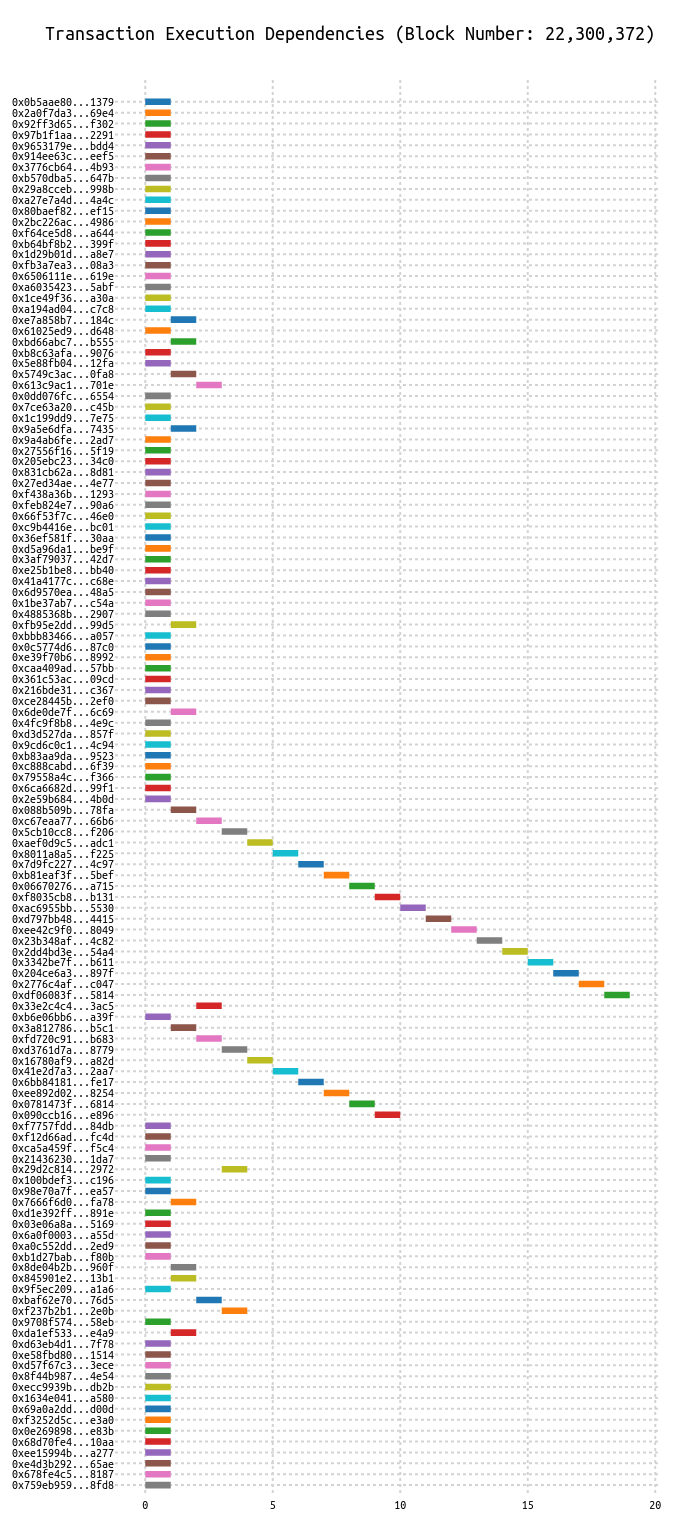 Transaction Execution Dependencies (Block Number: 22,300,372)
0x0b5aae80...1379
0x2a0f7da3...69e4
0x92ff3d65...f302
0x97b1f1aa...2291
0x9653179e...bdd4
0x914ee63c...eef5
0x3776cb64...4b93
0xb570dba5...647b
0x29a8cceb...998b
0xa27e7a4d...4a4c
0x80baef82...ef15
0x2bc226ac...4986
0xf64ce5d8...a644
0xb64bf8b2...399f
0x1d29b01d...a8e7
0xfb3a7ea3...08a3
0x6506111e...619e
0xa6035423...5abf
0x1ce49f36...a30a
0xa194ad04...c7c8
0xe7a858b7...184c
0x61025ed9...d648
0xbd66abc7...b555
0xb8c63afa...9076
0x5e88fb04...12fa
0x5749c3ac...0fa8
0x613c9ac1...701e
0x0dd076fc...6554
0x7ce63a20...c45b
0x1c199dd9...7e75
0x9a5e6dfa...7435
0x9a4ab6fe...2ad7
0x27556f16...5f19
0x205ebc23...34c0
0x831cb62a...8d81
0x27ed34ae...4e77
0xf438a36b...1293
0xfeb824e7...90a6
0x66f53f7c...46e0
0xc9b4416e...bc01
0x36ef581f...30aa
0xd5a96da1...be9f
0x3af79037...42d7
0xe25b1be8...bb40
0x41a4177c...c68e
0x6d9570ea...48a5
0x1be37ab7...c54a
0x4885368b...2907
0xfb95e2dd...99d5
0xbbb83466...a057
0x0c5774d6...87c0
0xe39f70b6...8992
0xcaa409ad...57bb
0x361c53ac...09cd
0x216bde31...c367
0xce28445b...2ef0
0x6de0de7f...6c69
0x4fc9f8b8...4e9c
0xd3d527da...857f
0x9cd6c0c1...4c94
0xb83aa9da...9523
0xc888cabd...6f39
0x79558a4c...f366
0x6ca6682d...99f1
0x2e59b684...4b0d
0x088b509b...78fa
0xc67eaa77...66b6
0x5cb10cc8...f206
0xaef0d9c5...adc1
0x8011a8a5...f225
0x7d9fc227...4c97
0xb81eaf3f...5bef
0x06670276...a715
0xf8035cb8...b131
0xac6955bb...5530
0xd797bb48...4415
0xee42c9f0...8049
0x23b348af...4c82
0x2dd4bd3e...54a4
0x3342be7f...b611
0x204ce6a3...897f
0x2776c4af...c047
0xdf06083f...5814
0x33e2c4c4...3ac5
0xb6e06bb6...a39f
0x3a812786...b5c1
0xfd720c91...b683
0xd3761d7a...8779
0x16780af9...a82d
0x41e2d7a3...2aa7
0x6bb84181...fe17
0xee892d02...8254
0x0781473f...6814
0x090ccb16...e896
0xf7757fdd...84db
0xf12d66ad...fc4d
0xca5a459f...f5c4
0x21436230...1da7
0x29d2c814...2972
0x100bdef3...c196
0x98e70a7f...ea57
0x7666f6d0...fa78
0xd1e392ff...891e
0x03e06a8a...5169
0x6a0f0003...a55d
0xa0c552dd...2ed9
0xb1d27bab...f80b
0x8de04b2b...960f
0x845901e2...13b1
0x9f5ec209...a1a6
0xbaf62e70...76d5
0xf237b2b1...2e0b
0x9708f574...58eb
0xda1ef533...e4a9
0xd63eb4d1...7f78
0xe58fbd80...1514
0xd57f67c3...3ece
0x8f44b987...4e54
0xecc9939b...db2b
0x1634e041...a580
0x69a0a2dd...d00d
0xf3252d5c...e3a0
0x0e269898...e83b
0x68d70fe4...10aa
0xee15994b...a277
0xe4d3b292...65ae
0x678fe4c5...8187
0x759eb959...8fd8
0 5 10 15 20